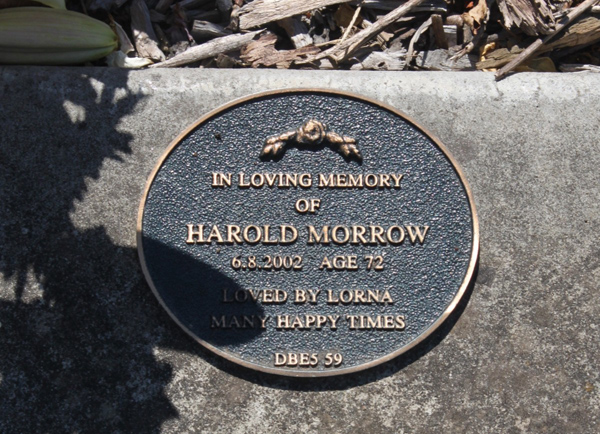 IN LOVING MEMORY
OF
HAROLD MORROW
6.8.2002 AGE 72
LOVED BY LORNA
MANY HAPPY TIMES
DBE5 59